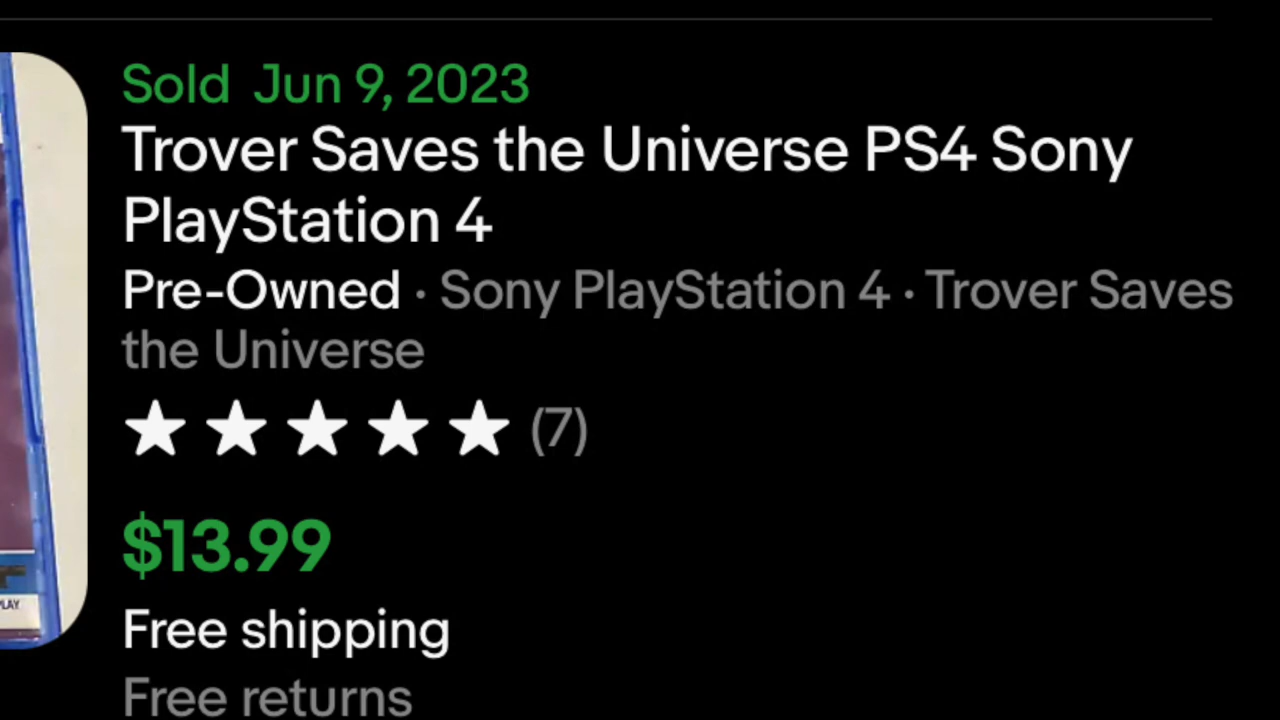 Sold Jun 9, 2023
Trover Saves the Universe PS4 Sony
PlayStation 4
Pre-Owned · Sony PlayStation 4 · Trover Saves
the Universe
(7)
$13.99
PLAY
Free shipping
Free returns